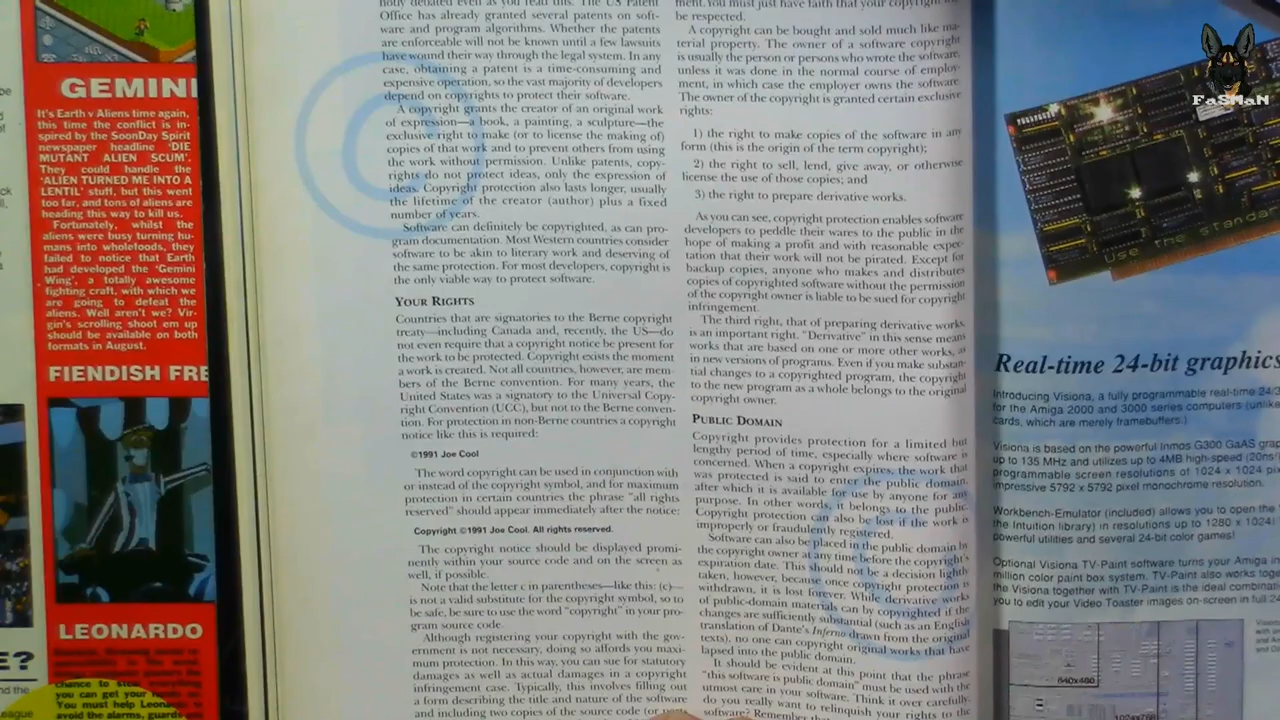 GEMINI
It's Earth v Aliens time again,
this time the conflict is in-
spired by the SoonDay Spirit
newspaper headline 'DIE
MUTANT ALIEN SCUM'.
They could handle the
'ALIEN TURNED ME INTO A
LENTIL' stuff, but this went
too far, and tons of aliens are
heading this way to kill us.
Fortunately, whilst the
aliens were busy turning hu-
mans into wholefoods, they
failed to notice that Earth
had developed the 'Gemini
Wing', a totally awesome
fighting craft, with which we
are going to defeat the
aliens. Well aren't we? Vir-
gin's scrolling shoot em up
should be available on both
formats in August.
FIENDISH FRE
LEONARDO
chance to steal everything
you can get your hands on.
You must help Leonardo
avoid the alarms, guards
E?
nd the
League
hotly debated even as you read this. The US Patent
Office has already granted several patents on soft-
ware and program algorithms. Whether the patents
are enforceable will not be known until a few lawsuits
have wound their way through the legal system. In any
case, obtaining a patent is a time-consuming and
expensive operation, so the vast majority of developers
depend on copyrights to protect their software.
A copyright grants the creator of an original work
of expression—a book, a painting, a sculpture—the
exclusive right to make (or to license the making of)
copies of that work and to prevent others from using
the work without permission. Unlike patents, copy-
rights do not protect ideas, only the expression of
ideas. Copyright protection also lasts longer, usually
the lifetime of the creator (author) plus a fixed
number of years.
Software can definitely be copyrighted, as can pro-
gram documentation. Most Western countries consider
software to be akin to literary work and deserving of
the same protection. For most developers, copyright is
the only viable way to protect software.
YOUR RIGHTS
Countries that are signatories to the Berne copyright
treaty—including Canada and, recently, the US—do
not even require that a copyright notice be present for
the work to be protected. Copyright exists the moment
a work is created. Not all countries, however, are mem-
bers of the Berne convention. For many years, the
United States was a signatory to the Universal Copy-
right Convention (UCC), but not to the Berne conven-
tion. For protection in non-Berne countries a copyright
notice like this is required:
©1991 Joe Cool
The word copyright can be used in conjunction with
or instead of the copyright symbol, and for maximum
protection in certain countries the phrase "all rights
reserved" should appear immediately after the notice:
Copyright ©1991 Joe Cool. All rights reserved.
The copyright notice should be displayed promi-
nently within your source code and on the screen as
well, if possible.
Note that the letter c in parentheses—like this: (c)—
is not a valid substitute for the copyright symbol, so to
be safe, be sure to use the word "copyright" in your pro-
gram source code.
Although registering your copyright with the gov-
ernment is not necessary, doing so affords you maxi-
mum protection. In this way, you can sue for statutory
damages as well as actual damages in a copyright
infringement case. Typically, this involves filling out
a form describing the title and nature of the software
and including two copies of the source code (or
ment. You must just have faith that your copyright
be respected.
A copyright can be bought and sold much like ma-
terial property. The owner of a software copyright
is usually the person or persons who wrote the software,
unless it was done in the normal course of employ-
ment, in which case the employer owns the software.
The owner of the copyright is granted certain exclusive
rights:
1) the right to make copies of the software in any
form (this is the origin of the term copyright);
2) the right to sell, lend, give away, or otherwise
license the use of those copies; and
3) the right to prepare derivative works.
As you can see, copyright protection enables software
developers to peddle their wares to the public in the
hope of making a profit and with reasonable expec-
tation that their work will not be pirated. Except for
backup copies, anyone who makes and distributes
copies of copyrighted software without the permission
of the copyright owner is liable to be sued for copyright
infringement.
The third right, that of preparing derivative works,
is an important right. "Derivative" in this sense means
works that are based on one or more other works, as
in new versions of programs. Even if you make substan-
tial changes to a copyrighted program, the copyright
to the new program as a whole belongs to the original
copyright owner.
PUBLIC DOMAIN
Copyright provides protection for a limited but
lengthy period of time, especially where software is
concerned. When a copyright expires, the work that
was protected is said to enter the public domain,
after which it is available for use by anyone for any
purpose. In other words, it belongs to the public.
Copyright protection can also be lost if the work is
improperly or fraudulently registered.
Software can also be placed in the public domain by
the copyright owner at any time before the copyright's
expiration date. This should not be a decision lightly
taken, however, because once copyright protection is
withdrawn, it is lost forever. While derivative works
of public-domain materials can by copyrighted if the
changes are sufficiently substantial (such as an English
translation of Dante's Inferno drawn from the original
texts), no one can copyright original works that have
lapsed into the public domain.
It should be evident at this point that the phrase
"this software is public domain" should be used with the
utmost care in your software. Think it over carefully:
do you really want to relinquish your rights to the
software? Remember
FaSMaN
Use the Standar
Real-time 24-bit graphics
Introducing Visiona, a fully programmable real-time 24/3
for the Amiga 2000 and 3000 series computers (unlike
cards, which are merely framebuffers.)
Visiona is based on the powerful Inmos G300 GaAS grap
up to 135 MHz and utilizes up to 4MB high-speed (20ns/
programmable screen resolutions of 1024 x 1024 pi
impressive 5792 x 5792 pixel monochrome resolution.
Workbench-Emulator (included) allows you to open the
the Intuition library) in resolutions up to 1280 x 1024!
powerful utilities and several 24-bit color games!
Optional Visiona TV-Paint software turns your Amiga in
million color paint box system. TV-Paint also works toge
the Visiona together with TV-Paint is the ideal combinati
you to edit your Video Toaster images on-screen in full 24
640x480
1024x768